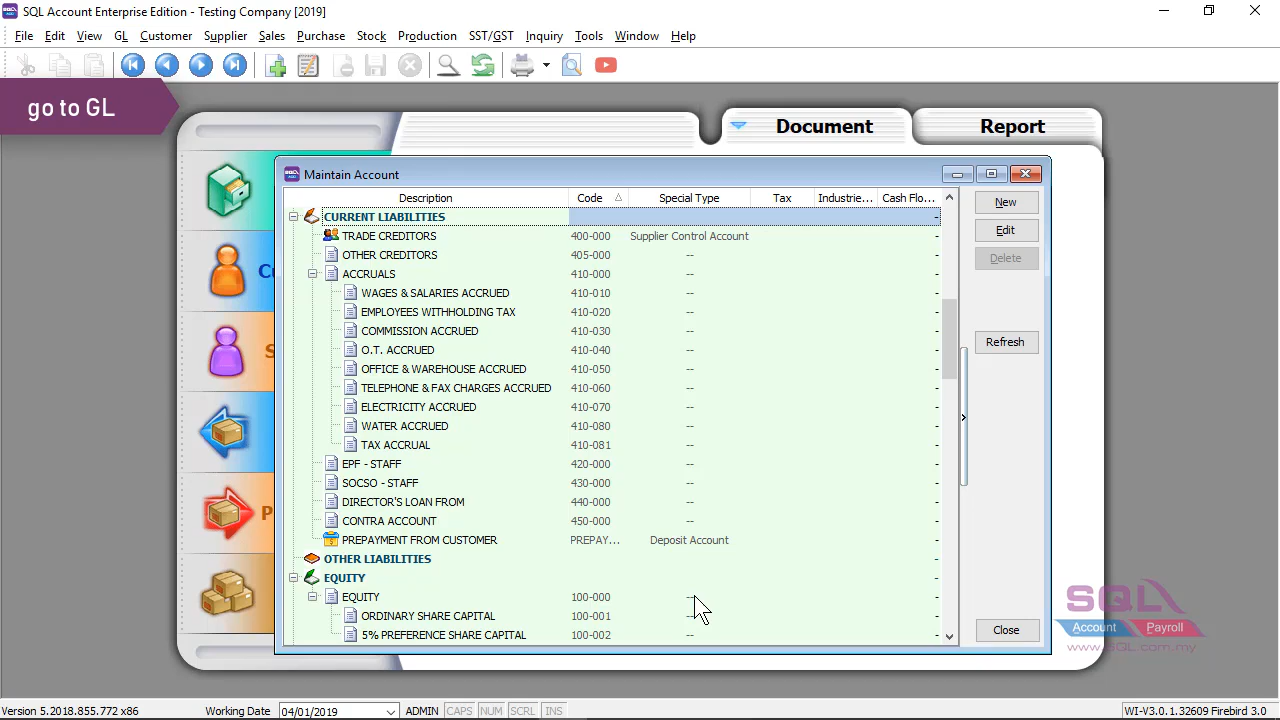 SQL Account Enterprise Edition - Testing Company [2019]
File Edit View GL Customer Supplier Sales Purchase Stock Production SST/GST Inquiry Tools Window Help
go to GL
Document
Report
Maintain Account
Description Code Special Type Tax Industrie... Cash Flo...
CURRENT LIABILITIES -
TRADE CREDITORS 400-000 Supplier Control Account -
OTHER CREDITORS 405-000 -- -
ACCRUALS 410-000 -- -
WAGES & SALARIES ACCRUED 410-010 -- -
EMPLOYEES WITHHOLDING TAX 410-020 -- -
COMMISSION ACCRUED 410-030 -- -
O.T. ACCRUED 410-040 -- -
OFFICE & WAREHOUSE ACCRUED 410-050 -- -
TELEPHONE & FAX CHARGES ACCRUED 410-060 -- -
ELECTRICITY ACCRUED 410-070 -- -
WATER ACCRUED 410-080 -- -
TAX ACCRUAL 410-081 -- -
EPF - STAFF 420-000 -- -
SOCSO - STAFF 430-000 -- -
DIRECTOR'S LOAN FROM 440-000 -- -
CONTRA ACCOUNT 450-000 -- -
PREPAYMENT FROM CUSTOMER PREPAY... Deposit Account -
OTHER LIABILITIES -
EQUITY -
EQUITY 100-000 -- -
ORDINARY SHARE CAPITAL 100-001 -- -
5% PREFERENCE SHARE CAPITAL 100-002 -- -
New
Edit
Delete
Refresh
Close
SQL
Account Payroll
www.SQL.com.my
Version 5.2018.855.772 x86 Working Date 04/01/2019 ADMIN CAPS NUM SCRL INS WI-V3.0.1.32609 Firebird 3.0